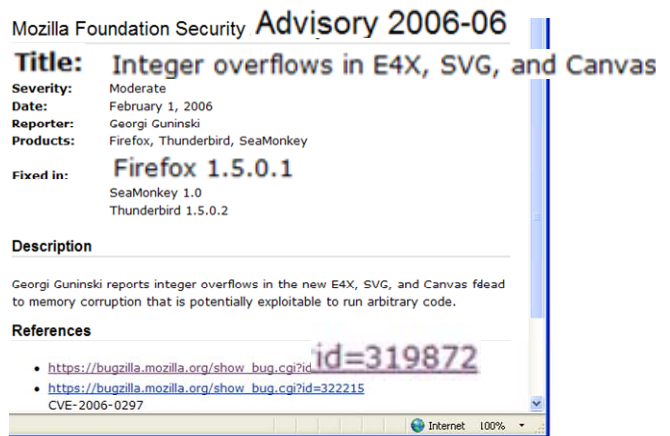 Mozilla Foundation Security Advisory 2006-06
Title: Integer overflows in E4X, SVG, and Canvas
Severity: Moderate
Date: February 1, 2006
Reporter: Georgi Guninski
Products: Firefox, Thunderbird, SeaMonkey
Fixed in: Firefox 1.5.0.1
SeaMonkey 1.0
Thunderbird 1.5.0.2
Description
Georgi Guninski reports integer overflows in the new E4X, SVG, and Canvas
to memory corruption that is potentially exploitable to run arbitrary code.
References
https://bugzilla.mozilla.org/show_bug.cgi?id=319872
https://bugzilla.mozilla.org/show_bug.cgi?id=322215
CVE-2006-0297
Internet 100%